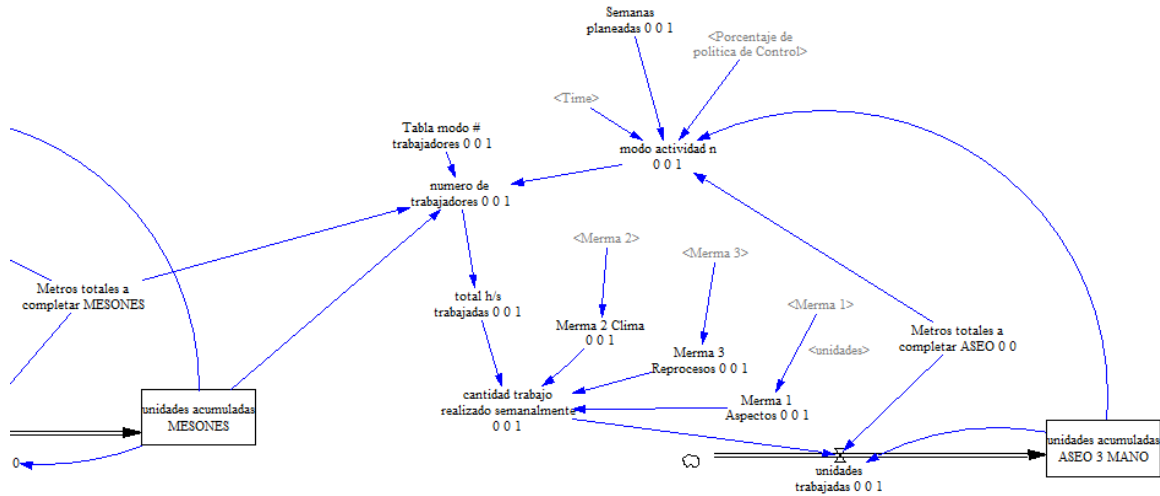 Semanas
planeadas 0 0 1
<Porcentaje de
politica de Control>
<Time>
Tabla modo #
trabajadores 0 0 1
modo actividad n
0 0 1
numero de
trabajadores 0 0 1
<Merma 2>
<Merma 3>
Metros totales a
completar MESONES
total h/s
trabajadas 0 0 1
<Merma 1>
Merma 2 Clima
0 0 1
Metros totales a
completar ASEO 0 0
<unidades>
Merma 3
Reprocesos 0 0 1
cantidad trabajo
realizado semanalmente
0 0 1
Merma 1
Aspectos 0 0 1
unidades acumuladas
MESONES
unidades acumuladas
ASEO 3 MANO
0
unidades
trabajadas 0 0 1